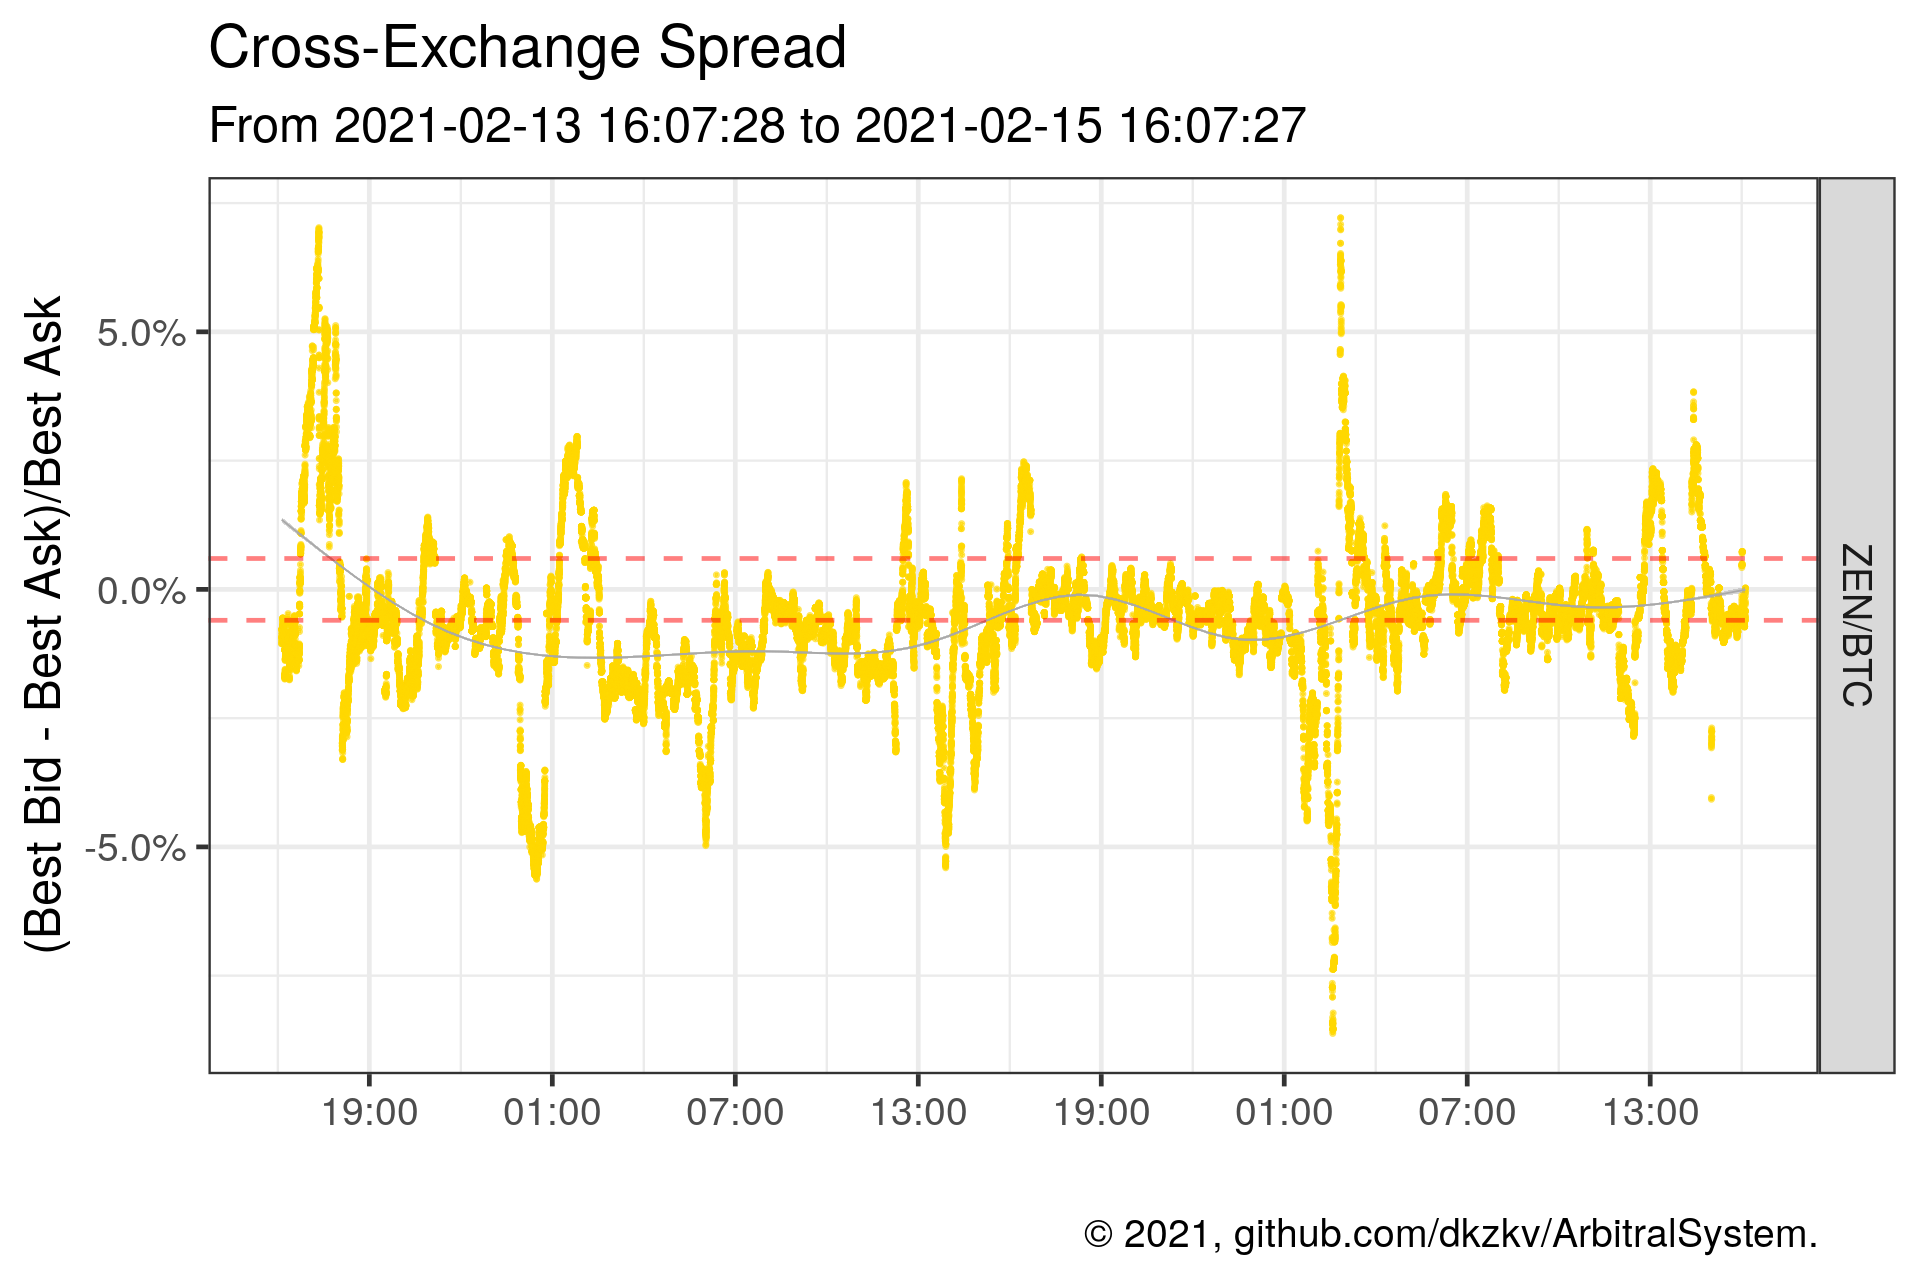 Cross-Exchange Spread
From 2021-02-13 16:07:28 to 2021-02-15 16:07:27
(Best Bid - Best Ask)/Best Ask
5.0%
0.0%
-5.0%
ZEN/BTC
19:00 01:00 07:00 13:00 19:00 01:00 07:00 13:00
© 2021, github.com/dkzkv/ArbitralSystem.